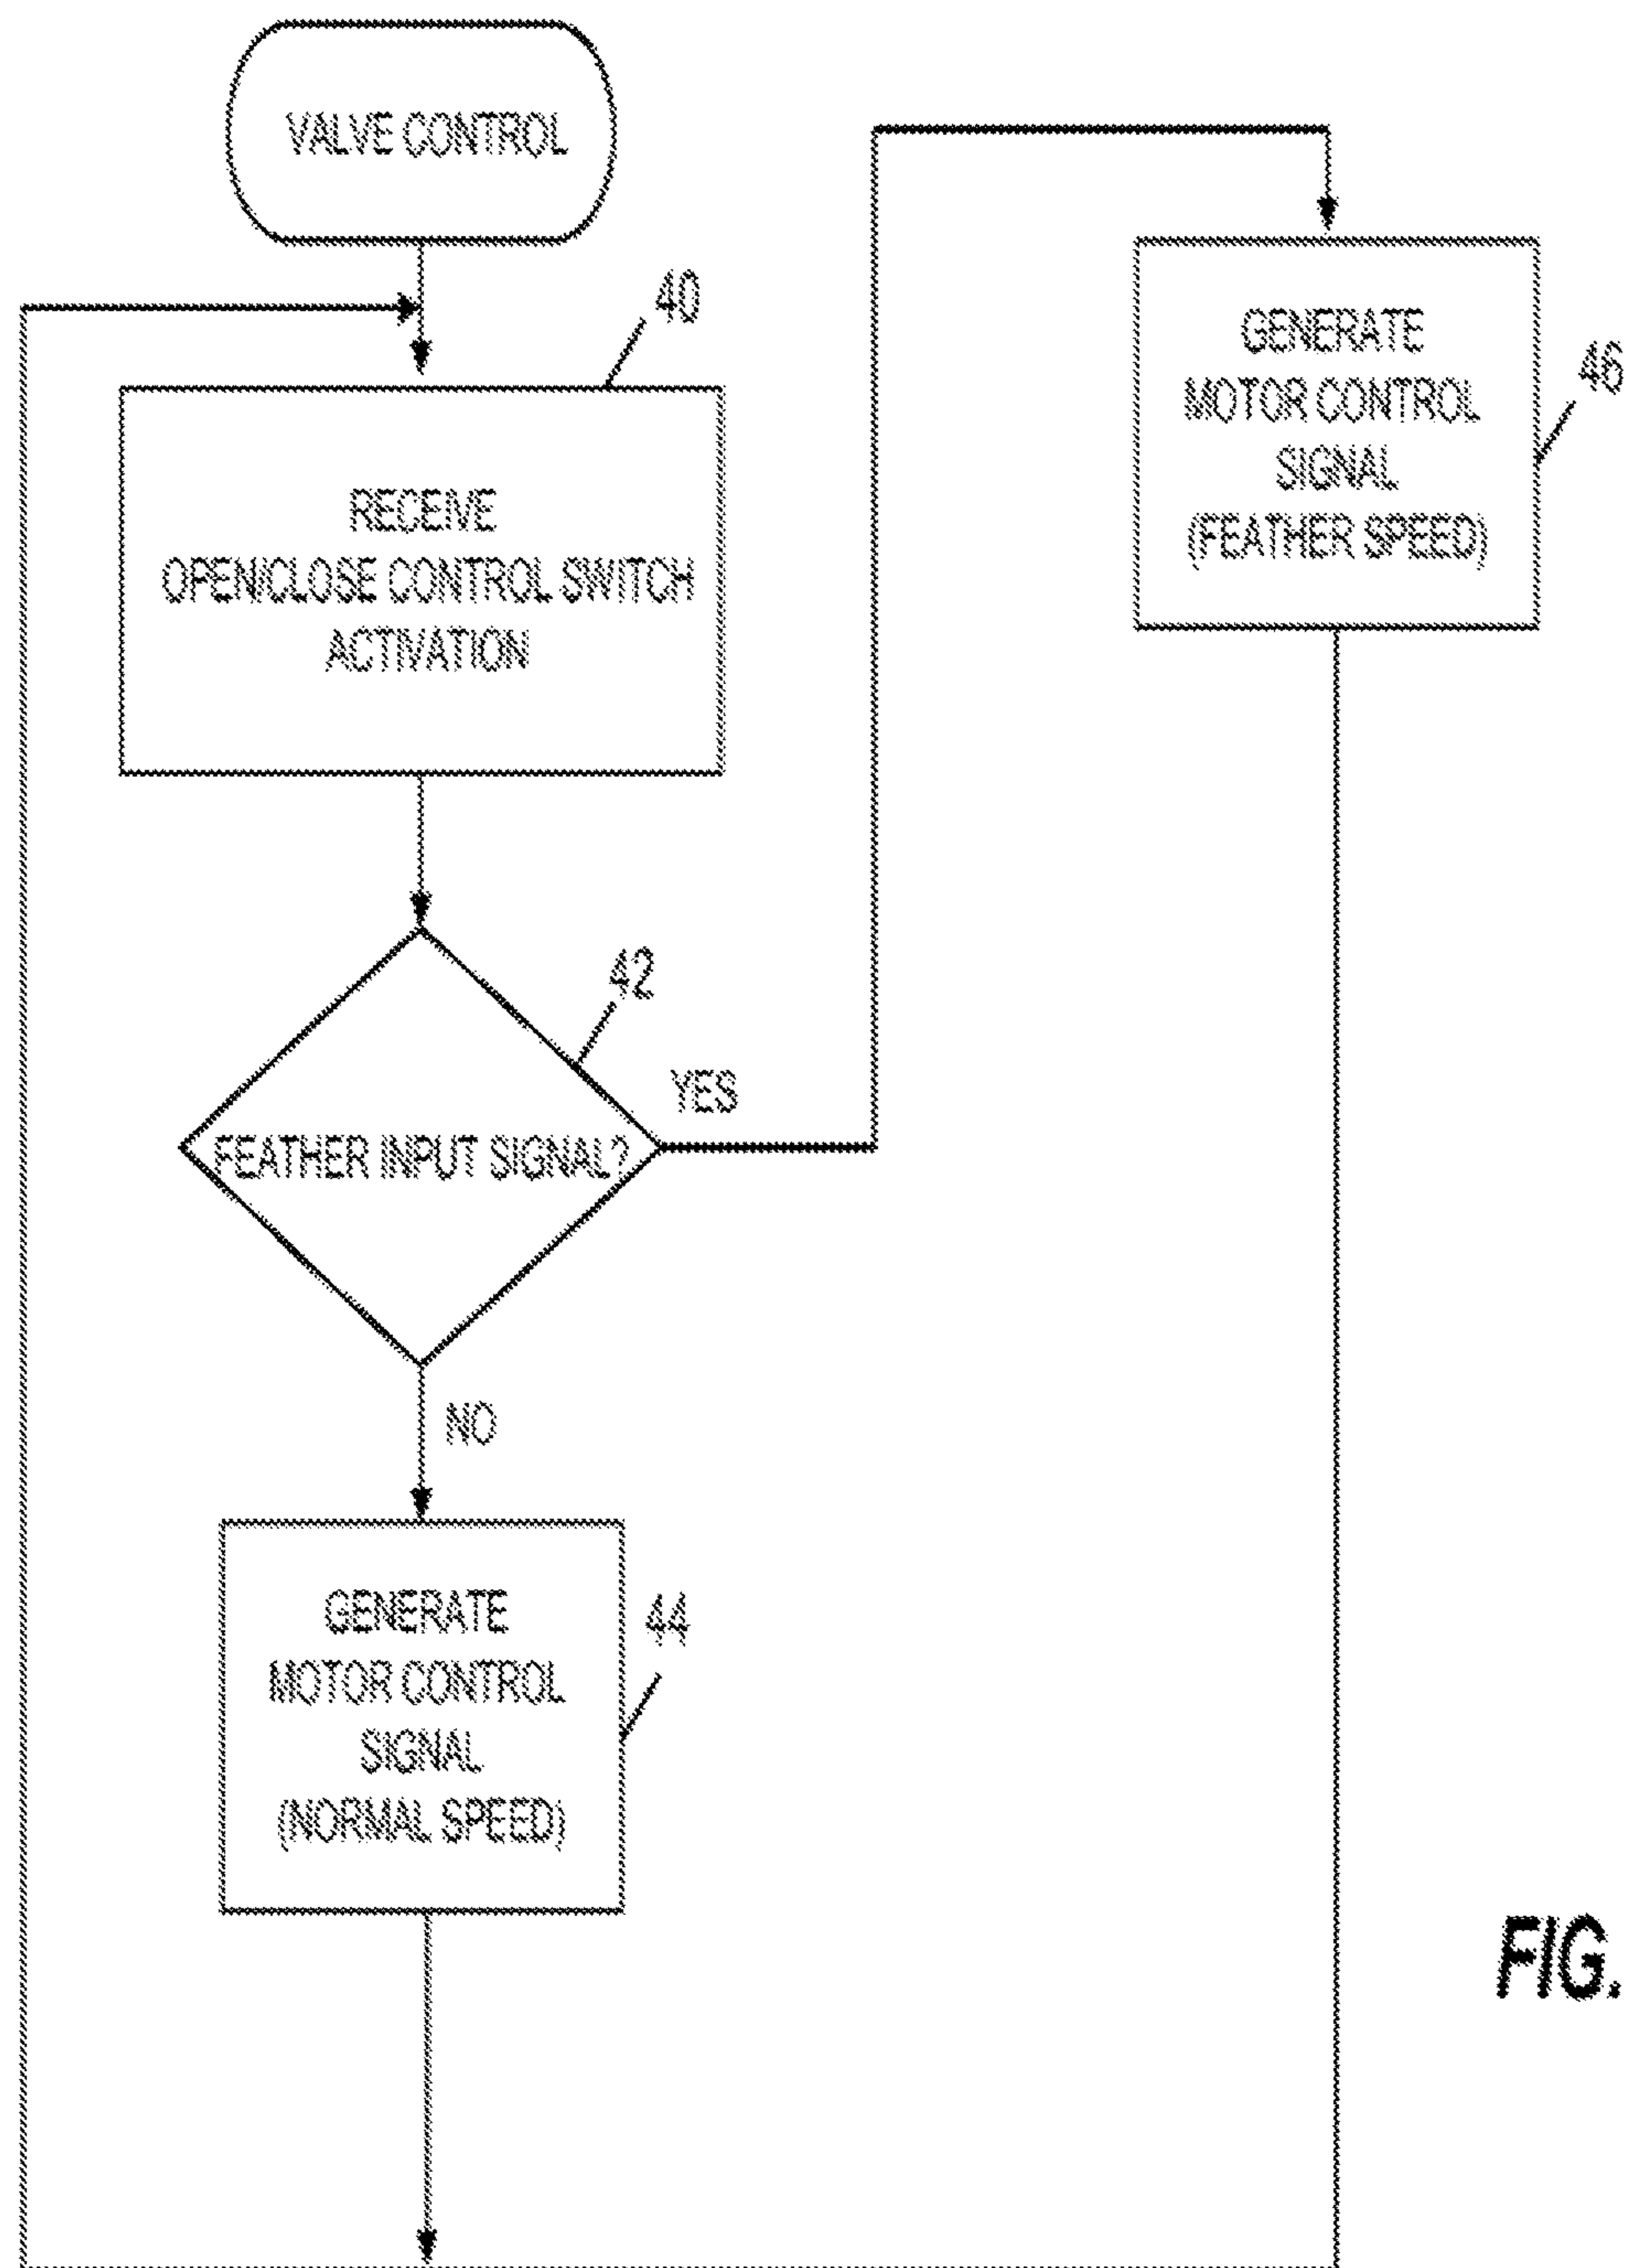 VALVE CONTROL
40
RECEIVE
OPEN/CLOSE CONTROL SWITCH
ACTIVATION
42
FEATHER INPUT SIGNAL?
YES
NO
GENERATE
MOTOR CONTROL
SIGNAL
(NORMAL SPEED)
44
GENERATE
MOTOR CONTROL
SIGNAL
(FEATHER SPEED)
46
FIG.